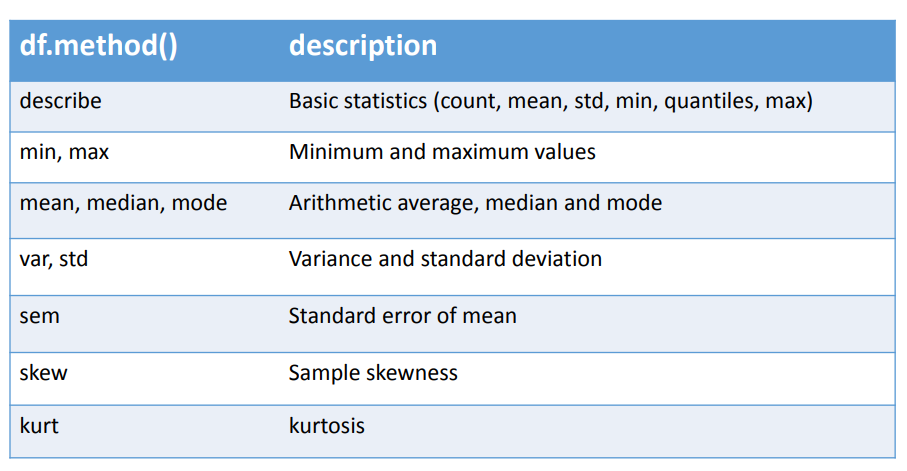 df.method() description
describe Basic statistics (count, mean, std, min, quantiles, max)
min, max Minimum and maximum values
mean, median, mode Arithmetic average, median and mode
var, std Variance and standard deviation
sem Standard error of mean
skew Sample skewness
kurt kurtosis